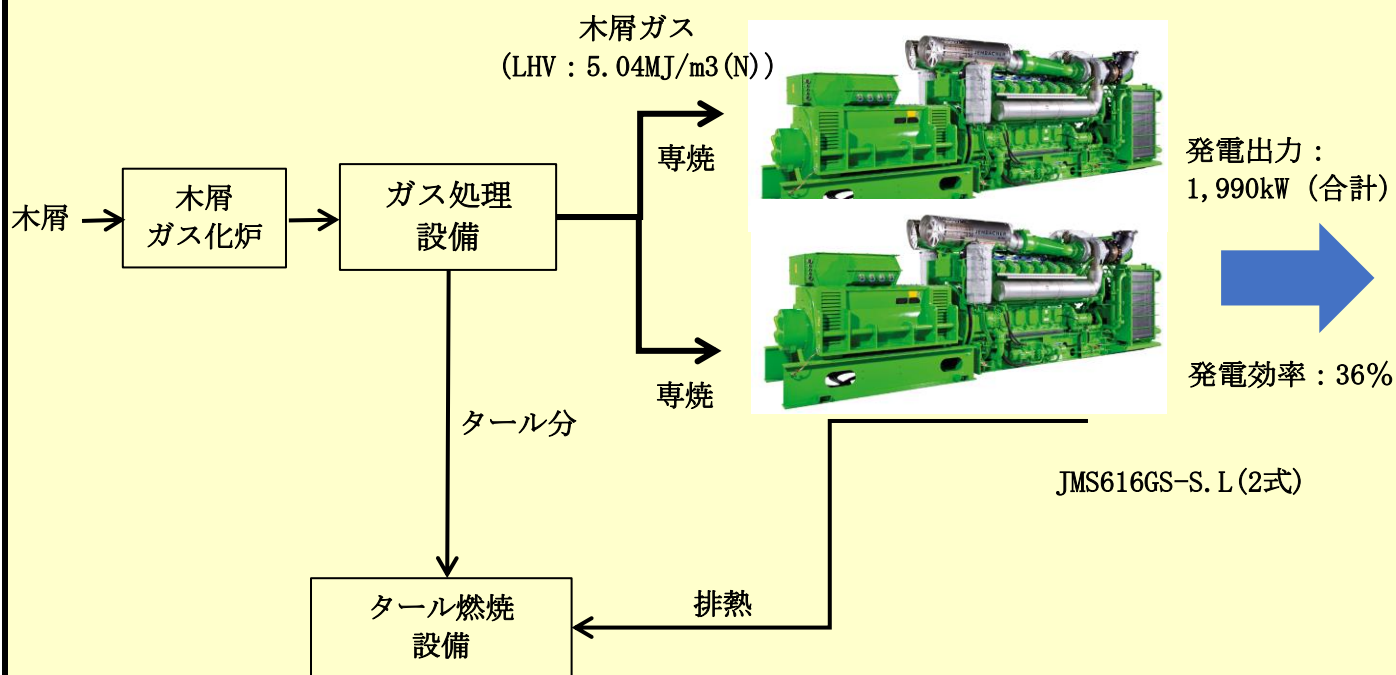 木屑ガス
(LHV：5.04MJ/m3(N))
専焼
発電出力：
1,990kW (合計)
木屑
木屑
ガス化炉
ガス処理
設備
発電効率：36%
専焼
タール分
JMS616GS-S.L(2式)
排熱
タール燃焼
設備